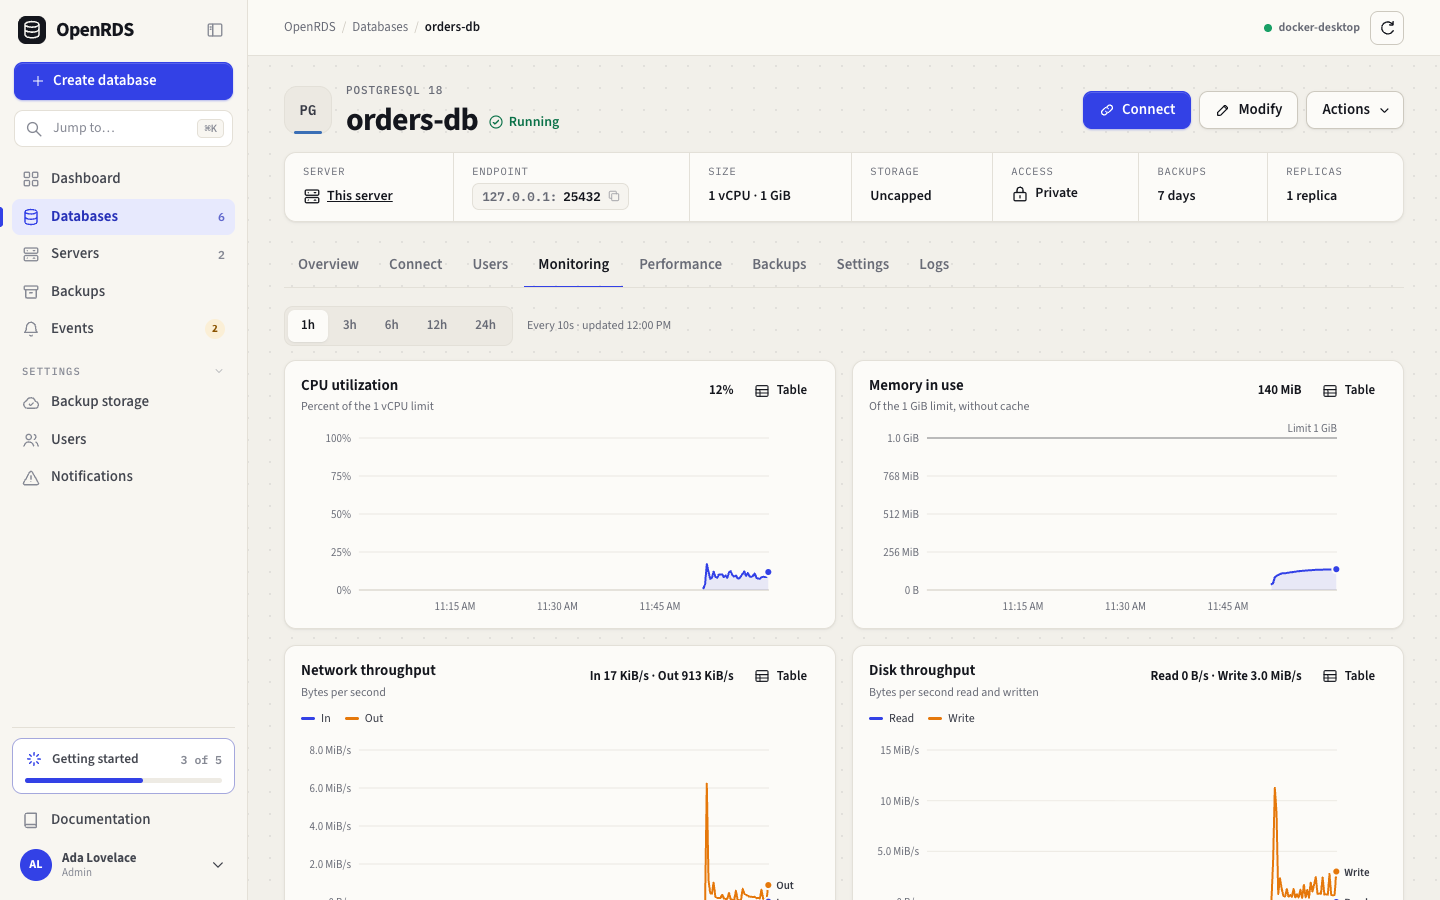 OpenRDS
Create database
Jump to…
⌘K
Dashboard
Databases
6
Servers
2
Backups
Events
2
SETTINGS
Backup storage
Users
Notifications
Getting started
3 of 5
Documentation
AL
Ada Lovelace
Admin
OpenRDS / Databases / orders-db
docker-desktop
PG
POSTGRESQL 18
orders-db
Running
Connect
Modify
Actions
SERVER
This server
ENDPOINT
127.0.0.1: 25432
SIZE
1 vCPU · 1 GiB
STORAGE
Uncapped
ACCESS
Private
BACKUPS
7 days
REPLICAS
1 replica
Overview
Connect
Users
Monitoring
Performance
Backups
Settings
Logs
1h
3h
6h
12h
24h
Every 10s · updated 12:00 PM
CPU utilization
Percent of the 1 vCPU limit
12%
Table
100%
75%
50%
25%
0%
11:15 AM
11:30 AM
11:45 AM
Memory in use
Of the 1 GiB limit, without cache
140 MiB
Table
Limit 1 GiB
1.0 GiB
768 MiB
512 MiB
256 MiB
0 B
11:15 AM
11:30 AM
11:45 AM
Network throughput
Bytes per second
In 17 KiB/s · Out 913 KiB/s
Table
In
Out
8.0 MiB/s
6.0 MiB/s
4.0 MiB/s
2.0 MiB/s
Out
Disk throughput
Bytes per second read and written
Read 0 B/s · Write 3.0 MiB/s
Table
Read
Write
15 MiB/s
10 MiB/s
5.0 MiB/s
Write